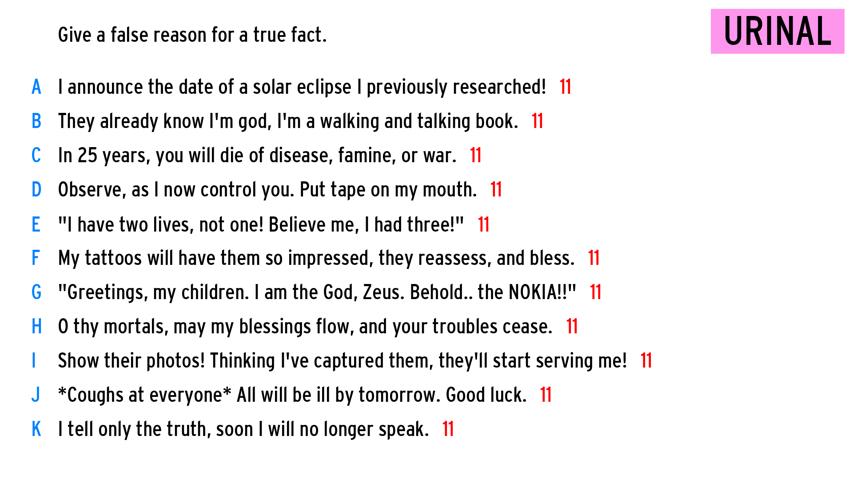 Give a false reason for a true fact.
URINAL
A I announce the date of a solar eclipse I previously researched! 11
B They already know I'm god, I'm a walking and talking book. 11
C In 25 years, you will die of disease, famine, or war. 11
D Observe, as I now control you. Put tape on my mouth. 11
E "I have two lives, not one! Believe me, I had three!" 11
F My tattoos will have them so impressed, they reassess, and bless. 11
G "Greetings, my children. I am the God, Zeus. Behold.. the NOKIA!!" 11
H O thy mortals, may my blessings flow, and your troubles cease. 11
I Show their photos! Thinking I've captured them, they'll start serving me! 11
J *Coughs at everyone* All will be ill by tomorrow. Good luck. 11
K I tell only the truth, soon I will no longer speak. 11